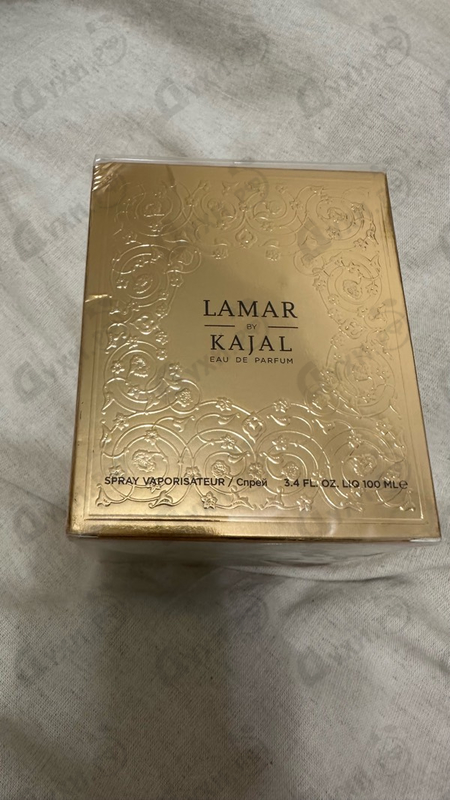 LAMAR
BY
KAJAL
EAU DE PARFUM
SPRAY VAPORISATEUR / Спрей 3.4 FL. OZ. LIQ 100 ML℮